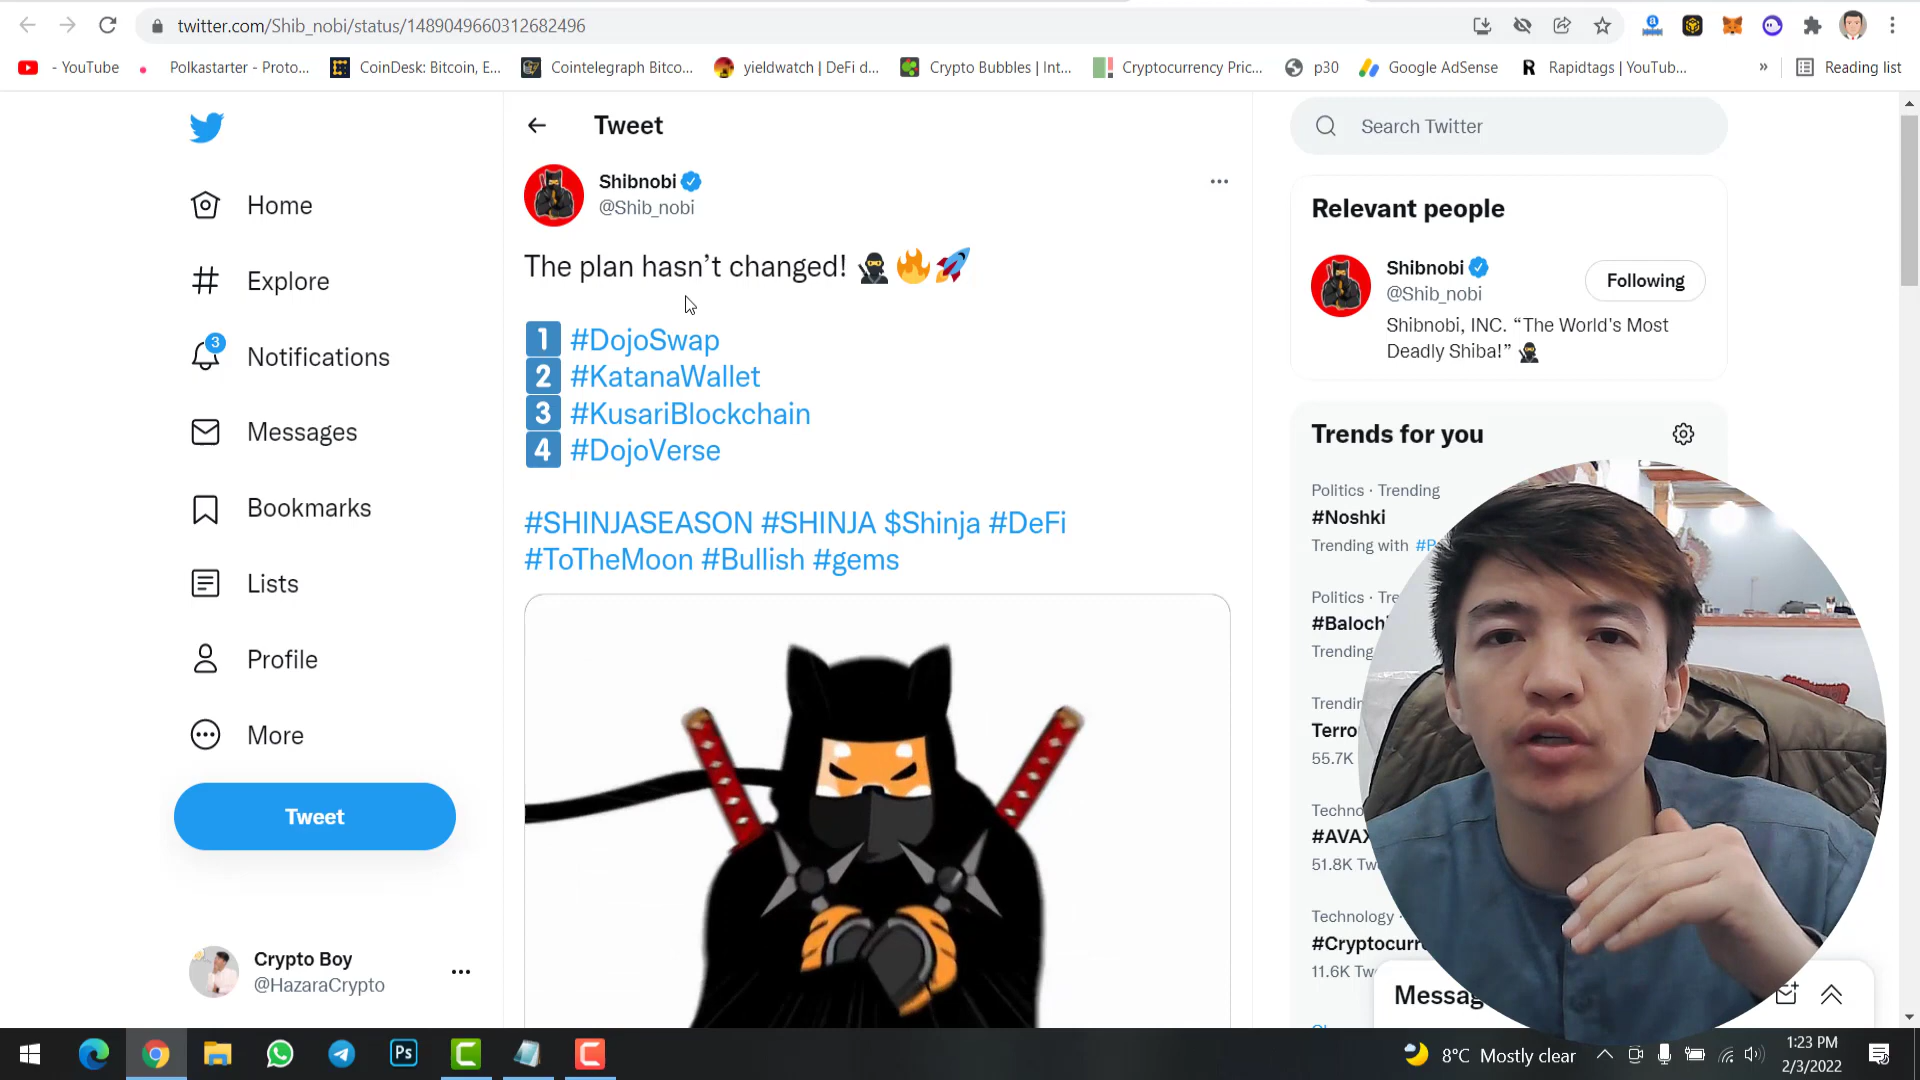 twitter.com/Shib_nobi/status/1489049660312682496
- YouTube
Polkastarter - Proto...
CoinDesk: Bitcoin, E...
Cointelegraph Bitco...
yieldwatch | DeFi d...
Crypto Bubbles | Int...
Cryptocurrency Pric...
p30
Google AdSense
R
Rapidtags | YouTub...
»
Reading list
Home
Explore
3
Notifications
Messages
Bookmarks
Lists
Profile
More
Tweet
Crypto Boy
@HazaraCrypto
Tweet
Shibnobi
@Shib_nobi
The plan hasn’t changed! 🥷🔥🚀
1️⃣ #DojoSwap
2️⃣ #KatanaWallet
3️⃣ #KusariBlockchain
4️⃣ #DojoVerse
#SHINJASEASON #SHINJA $Shinja #DeFi
#ToTheMoon #Bullish #gems
Search Twitter
Relevant people
Shibnobi
@Shib_nobi
Following
Shibnobi, INC. “The World's Most
Deadly Shiba!” 🥷
Trends for you
Politics · Trending
#Noshki
Trending with
Politics ·
Trending
55.7K
#AVAX
51.8K
Technology
11.6K
Ps
8°C Mostly clear
1:23 PM
2/3/2022